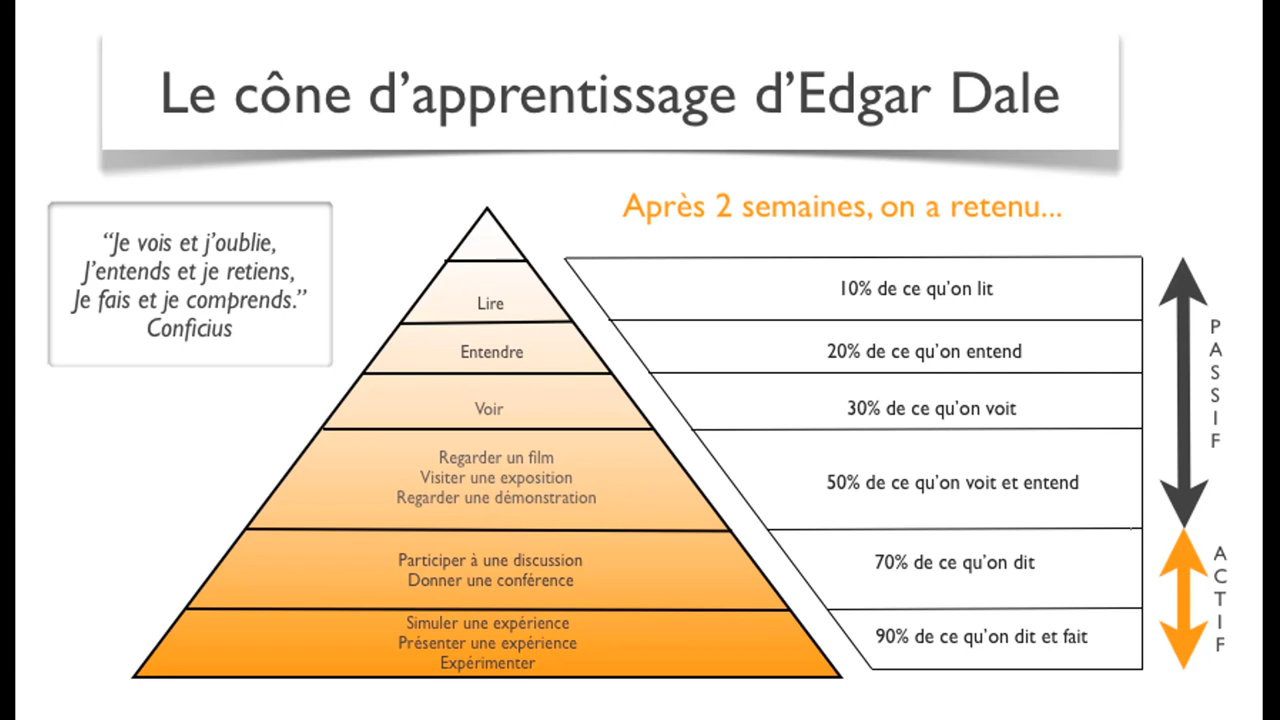 Le cône d’apprentissage d’Edgar Dale
“Je vois et j’oublie,
J’entends et je retiens,
Je fais et je comprends.”
Conficius
Après 2 semaines, on a retenu...
Lire
Entendre
Voir
Regarder un film
Visiter une exposition
Regarder une démonstration
Participer à une discussion
Donner une conférence
Simuler une expérience
Présenter une expérience
Expérimenter
10% de ce qu’on lit
20% de ce qu’on entend
30% de ce qu’on voit
50% de ce qu’on voit et entend
70% de ce qu’on dit
90% de ce qu’on dit et fait
PASSIF
ACTIF